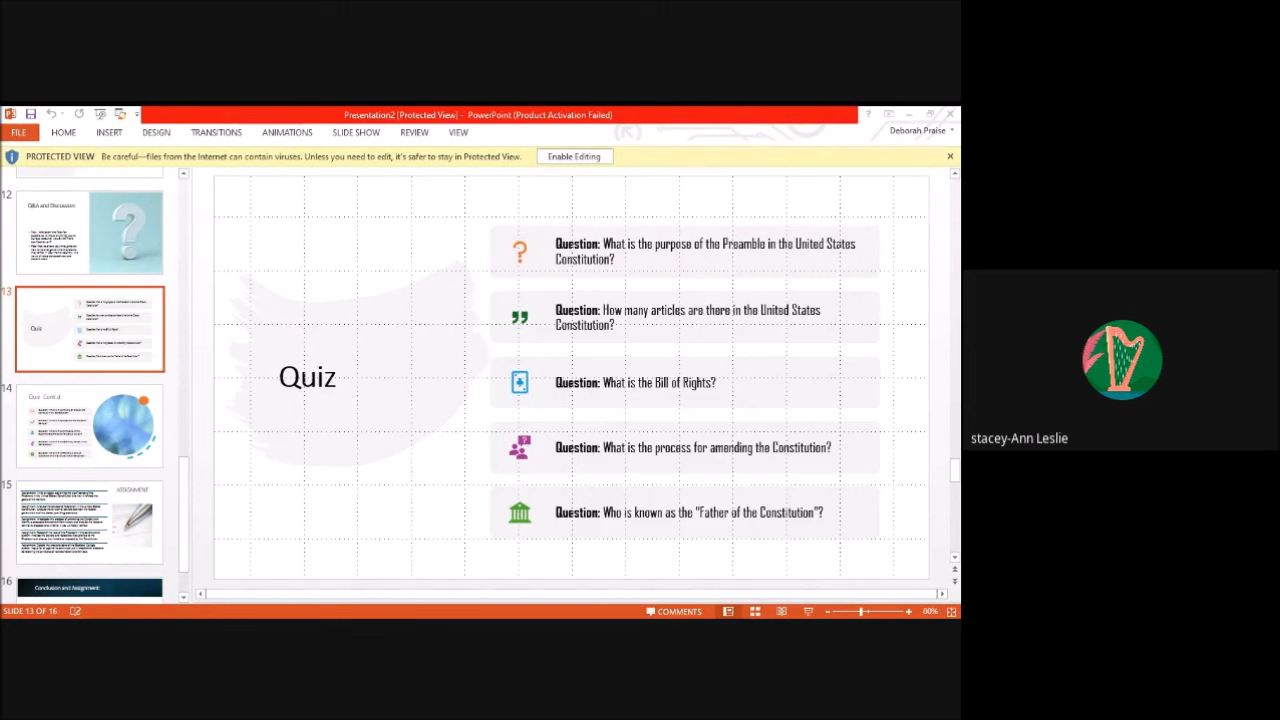 Presentation2 [Protected View] - PowerPoint (Product Activation Failed)
FILE HOME INSERT DESIGN TRANSITIONS ANIMATIONS SLIDE SHOW REVIEW VIEW
Deborah Praise
PROTECTED VIEW Be careful—files from the Internet can contain viruses. Unless you need to edit, it's safer to stay in Protected View. Enable Editing
12
Q&A and Discussion:
13
Quiz
14
Quiz Cont.d
15
ASSIGNMENT
16
Conclusion and Assignment:
Quiz
Question: What is the purpose of the Preamble in the United States
Constitution?
Question: How many articles are there in the United States
Constitution?
Question: What is the Bill of Rights?
Question: What is the process for amending the Constitution?
Question: Who is known as the "Father of the Constitution"?
stacey-Ann Leslie
SLIDE 13 OF 16
COMMENTS
80%